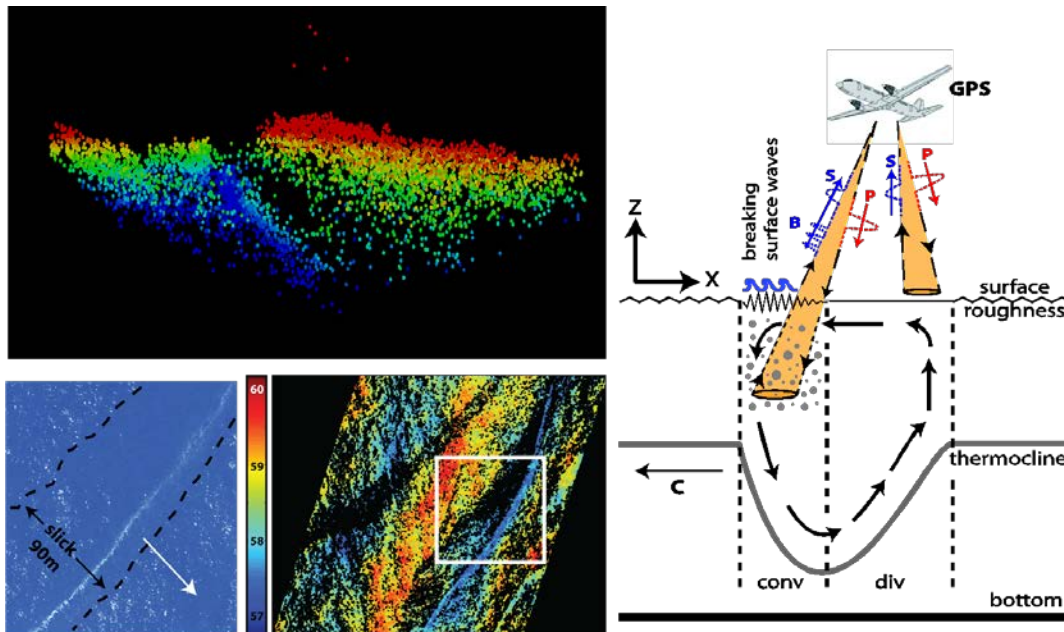 slick
90m
60
59
58
57
GPS
S
P
S
P
B
breaking
surface waves
Z
X
surface
roughness
thermocline
C
conv
div
bottom